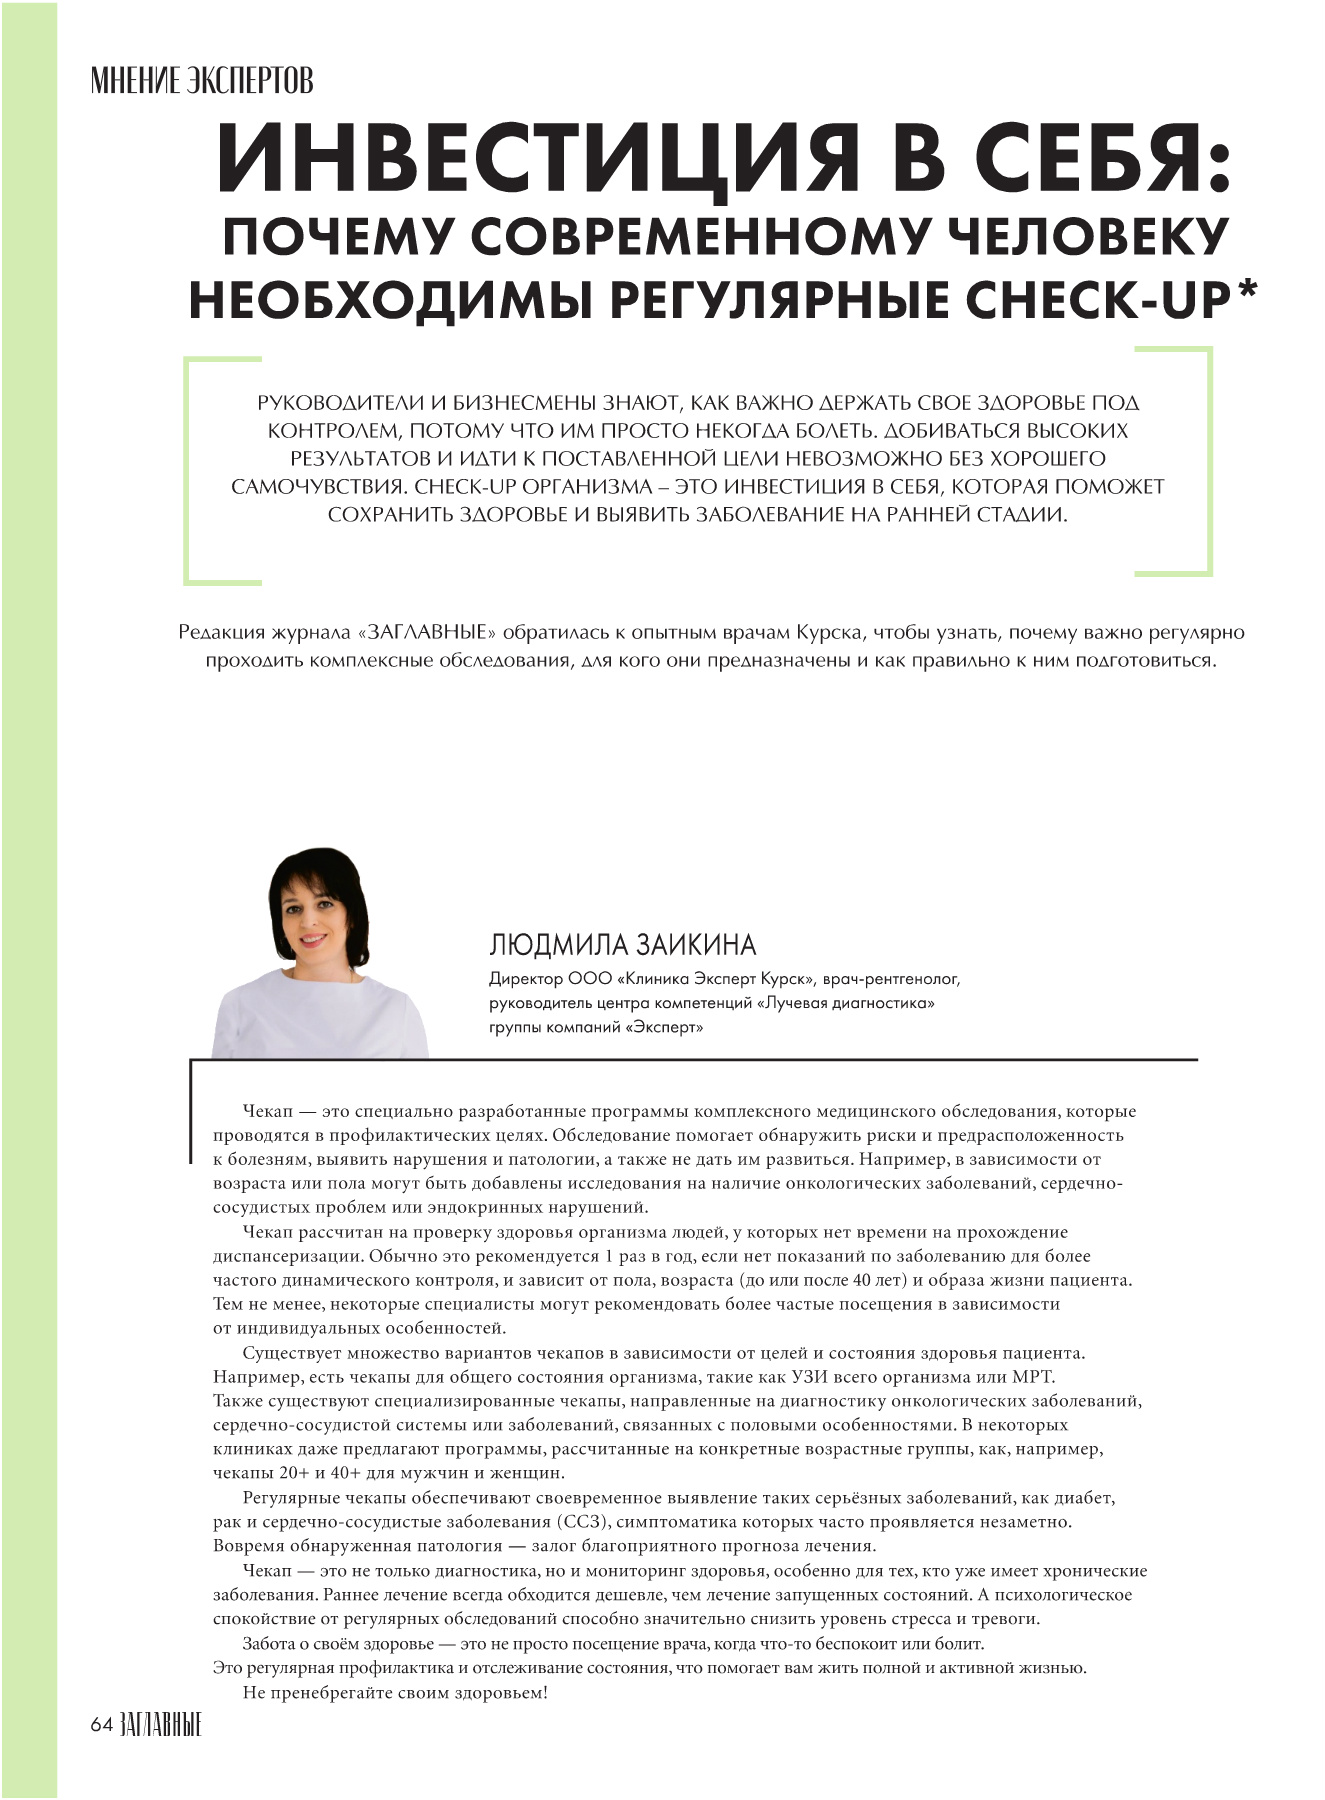 МНЕНИЕ ЭКСПЕРТОВ
ИНВЕСТИЦИЯ В СЕБЯ:
ПОЧЕМУ СОВРЕМЕННОМУ ЧЕЛОВЕКУ
НЕОБХОДИМЫ РЕГУЛЯРНЫЕ CHECK-UP*
РУКОВОДИТЕЛИ И БИЗНЕСМЕНЫ ЗНАЮТ, КАК ВАЖНО ДЕРЖАТЬ СВОЕ ЗДОРОВЬЕ ПОД
КОНТРОЛЕМ, ПОТОМУ ЧТО ИМ ПРОСТО НЕКОГДА БОЛЕТЬ. ДОБИВАТЬСЯ ВЫСОКИХ
РЕЗУЛЬТАТОВ И ИДТИ К ПОСТАВЛЕННОЙ ЦЕЛИ НЕВОЗМОЖНО БЕЗ ХОРОШЕГО
САМОЧУВСТВИЯ. CHECK-UP ОРГАНИЗМА – ЭТО ИНВЕСТИЦИЯ В СЕБЯ, КОТОРАЯ ПОМОЖЕТ
СОХРАНИТЬ ЗДОРОВЬЕ И ВЫЯВИТЬ ЗАБОЛЕВАНИЕ НА РАННЕЙ СТАДИИ.
Редакция журнала «ЗАГЛАВНЫЕ» обратилась к опытным врачам Курска, чтобы узнать, почему важно регулярно
проходить комплексные обследования, для кого они предназначены и как правильно к ним подготовиться.
ЛЮДМИЛА ЗАИКИНА
Директор ООО «Клиника Эксперт Курск», врач-рентгенолог,
руководитель центра компетенций «Лучевая диагностика»
группы компаний «Эксперт»
Чекап — это специально разработанные программы комплексного медицинского обследования, которые
проводятся в профилактических целях. Обследование помогает обнаружить риски и предрасположенность
к болезням, выявить нарушения и патологии, а также не дать им развиться. Например, в зависимости от
возраста или пола могут быть добавлены исследования на наличие онкологических заболеваний, сердечно-
сосудистых проблем или эндокринных нарушений.
Чекап рассчитан на проверку здоровья организма людей, у которых нет времени на прохождение
диспансеризации. Обычно это рекомендуется 1 раз в год, если нет показаний по заболеванию для более
частого динамического контроля, и зависит от пола, возраста (до или после 40 лет) и образа жизни пациента.
Тем не менее, некоторые специалисты могут рекомендовать более частые посещения в зависимости
от индивидуальных особенностей.
Существует множество вариантов чекапов в зависимости от целей и состояния здоровья пациента.
Например, есть чекапы для общего состояния организма, такие как УЗИ всего организма или МРТ.
Также существуют специализированные чекапы, направленные на диагностику онкологических заболеваний,
сердечно-сосудистой системы или заболеваний, связанных с половыми особенностями. В некоторых
клиниках даже предлагают программы, рассчитанные на конкретные возрастные группы, как, например,
чекапы 20+ и 40+ для мужчин и женщин.
Регулярные чекапы обеспечивают своевременное выявление таких серьёзных заболеваний, как диабет,
рак и сердечно-сосудистые заболевания (ССЗ), симптоматика которых часто проявляется незаметно.
Вовремя обнаруженная патология — залог благоприятного прогноза лечения.
Чекап — это не только диагностика, но и мониторинг здоровья, особенно для тех, кто уже имеет хронические
заболевания. Раннее лечение всегда обходится дешевле, чем лечение запущенных состояний. А психологическое
спокойствие от регулярных обследований способно значительно снизить уровень стресса и тревоги.
Забота о своём здоровье — это не просто посещение врача, когда что-то беспокоит или болит.
Это регулярная профилактика и отслеживание состояния, что помогает вам жить полной и активной жизнью.
Не пренебрегайте своим здоровьем!
64 ЗАГЛАВНЫЕ